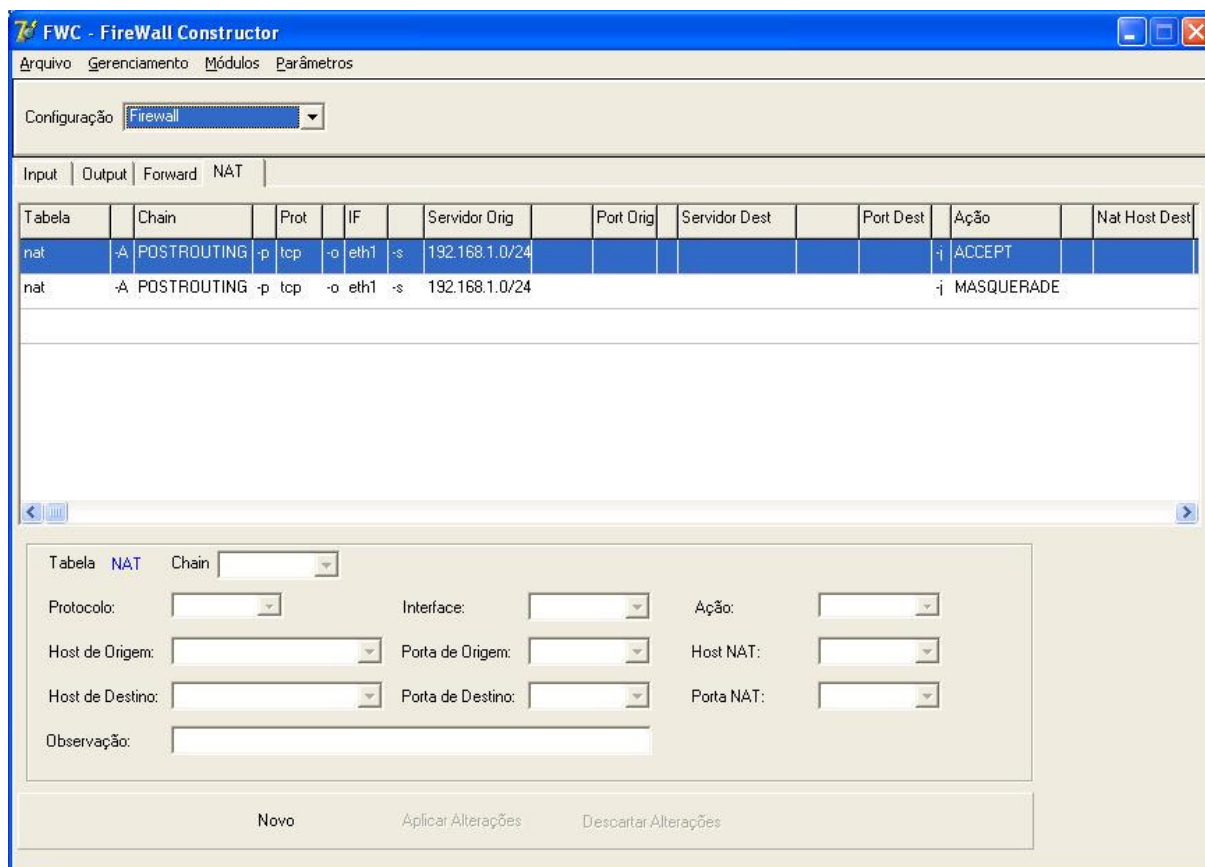 FWC - FireWall Constructor
Arquivo Gerenciamento Módulos Parâmetros
Configuração Firewall
Input Output Forward NAT
Tabela Chain Prot IF Servidor Orig Port Orig Servidor Dest Port Dest Ação Nat Host Dest
nat -A POSTROUTING -p tcp -o eth1 -s 192.168.1.0/24 -j ACCEPT
nat -A POSTROUTING -p tcp -o eth1 -s 192.168.1.0/24 -j MASQUERADE
Tabela NAT Chain
Protocolo: Interface: Ação:
Host de Origem: Porta de Origem: Host NAT:
Host de Destino: Porta de Destino: Porta NAT:
Observação:
Novo Aplicar Alterações Descartar Alterações